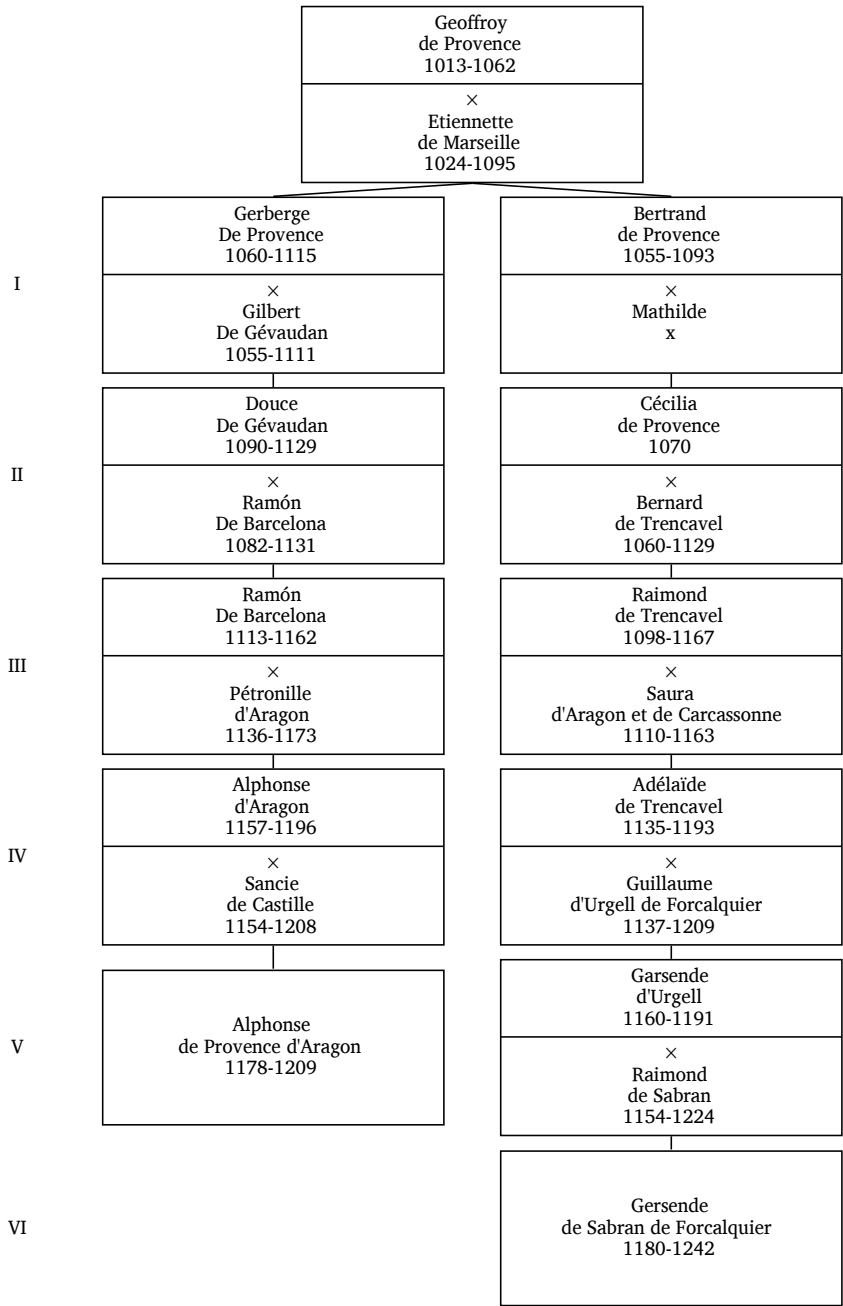 Geoffroy
de Provence
1013-1062
×
Etiennette
de Marseille
1024-1095
I
Gerberge
De Provence
1060-1115
×
Gilbert
De Gévaudan
1055-1111
Bertrand
de Provence
1055-1093
×
Mathilde
x
II
Douce
De Gévaudan
1090-1129
×
Ramón
De Barcelona
1082-1131
Cécilia
de Provence
1070
×
Bernard
de Trencavel
1060-1129
III
Ramón
De Barcelona
1113-1162
×
Pétronille
d'Aragon
1136-1173
Raimond
de Trencavel
1098-1167
×
Saura
d'Aragon et de Carcassonne
1110-1163
IV
Alphonse
d'Aragon
1157-1196
×
Sancie
de Castille
1154-1208
Adélaïde
de Trencavel
1135-1193
×
Guillaume
d'Urgell de Forcalquier
1137-1209
V
Alphonse
de Provence d'Aragon
1178-1209
Garsende
d'Urgell
1160-1191
×
Raimond
de Sabran
1154-1224
VI
Gersende
de Sabran de Forcalquier
1180-1242